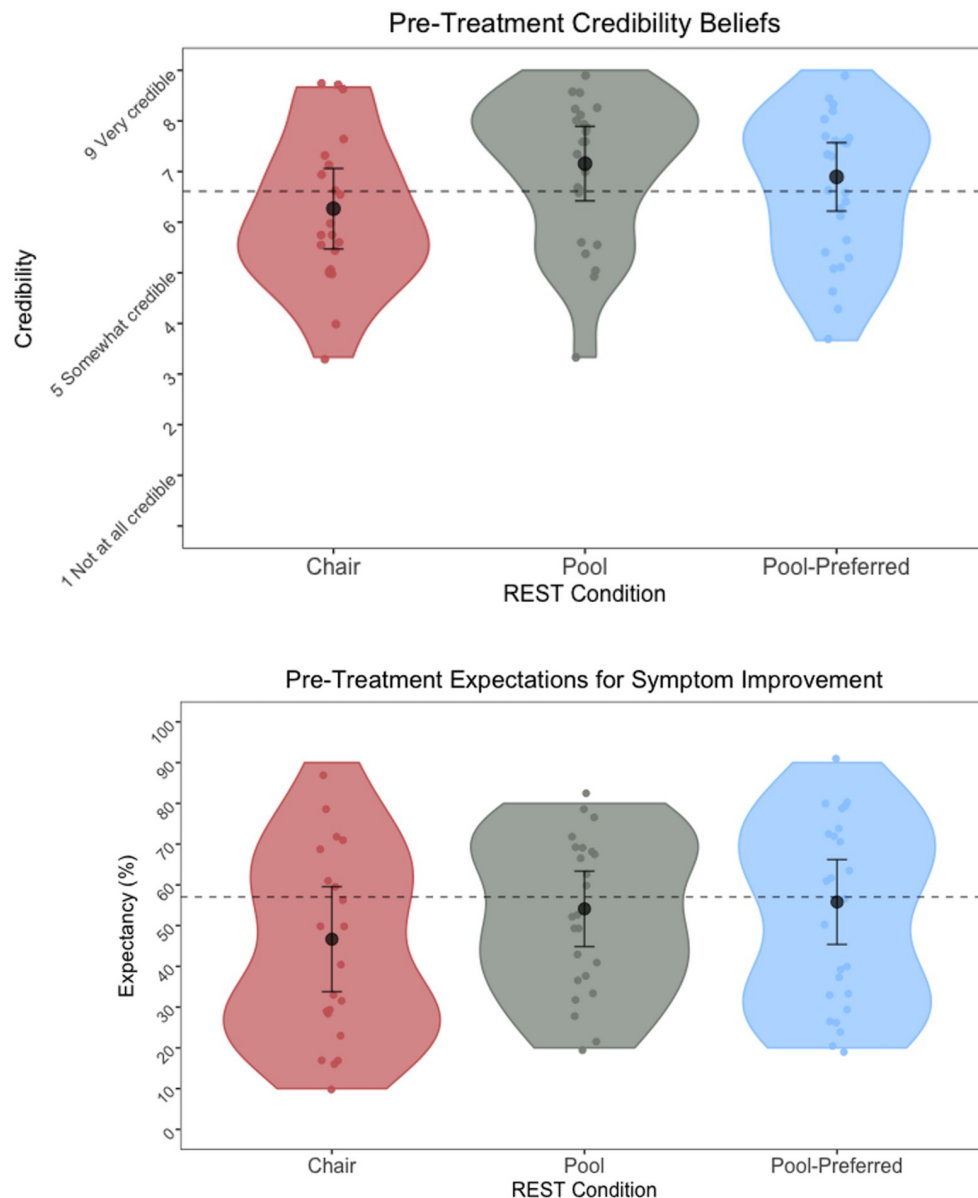 Pre-Treatment Credibility Beliefs
Credibility
9 Very credible
8
7
6
5 Somewhat credible
4
3
2
1 Not at all credible
Chair Pool Pool-Preferred
REST Condition
Pre-Treatment Expectations for Symptom Improvement
Expectancy (%)
100
90
80
70
60
50
40
30
20
10
0
Chair Pool Pool-Preferred
REST Condition